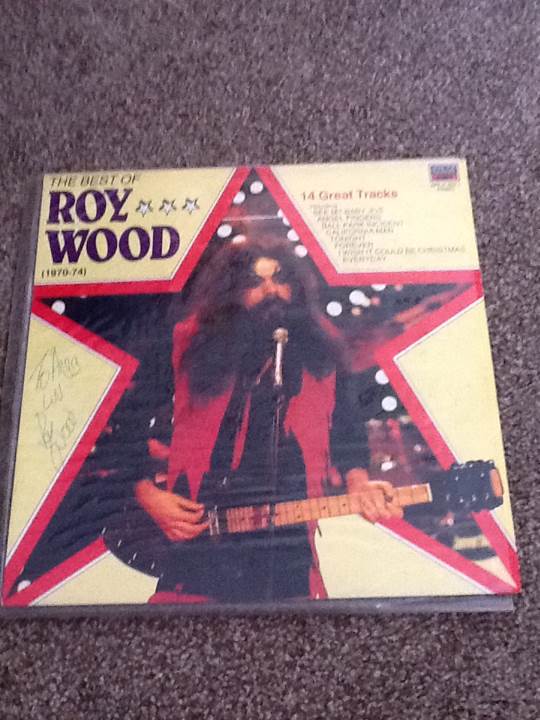 THE BEST OF
ROY
WOOD
(1970-74)
14 Great Tracks
SEE MY BABY JIVE
ANGEL FINGERS
BALL PARK INCIDENT
CALIFORNIA MAN
TONIGHT
FOREVER
I WISH IT COULD BE CHRISTMAS
EVERYDAY